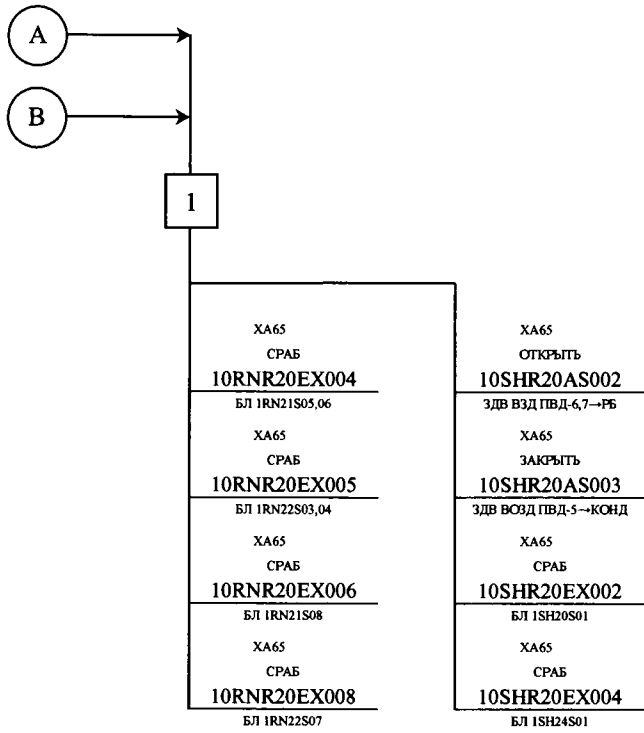 A
B
1
XA65
СРАБ
10RNR20EX004
БЛ 1RN21S05,06
XA65
СРАБ
10RNR20EX005
БЛ 1RN22S03,04
XA65
СРАБ
10RNR20EX006
БЛ 1RN21S08
XA65
СРАБ
10RNR20EX008
БЛ 1RN22S07
XA65
ОТКРЫТЬ
10SHR20AS002
ЗДВ ВЗД ПВД-6,7→РБ
XA65
ЗАКРЫТЬ
10SHR20AS003
ЗДВ ВОЗД ПВД-5→КОНД
XA65
СРАБ
10SHR20EX002
БЛ 1SH20S01
XA65
СРАБ
10SHR20EX004
БЛ 1SH24S01